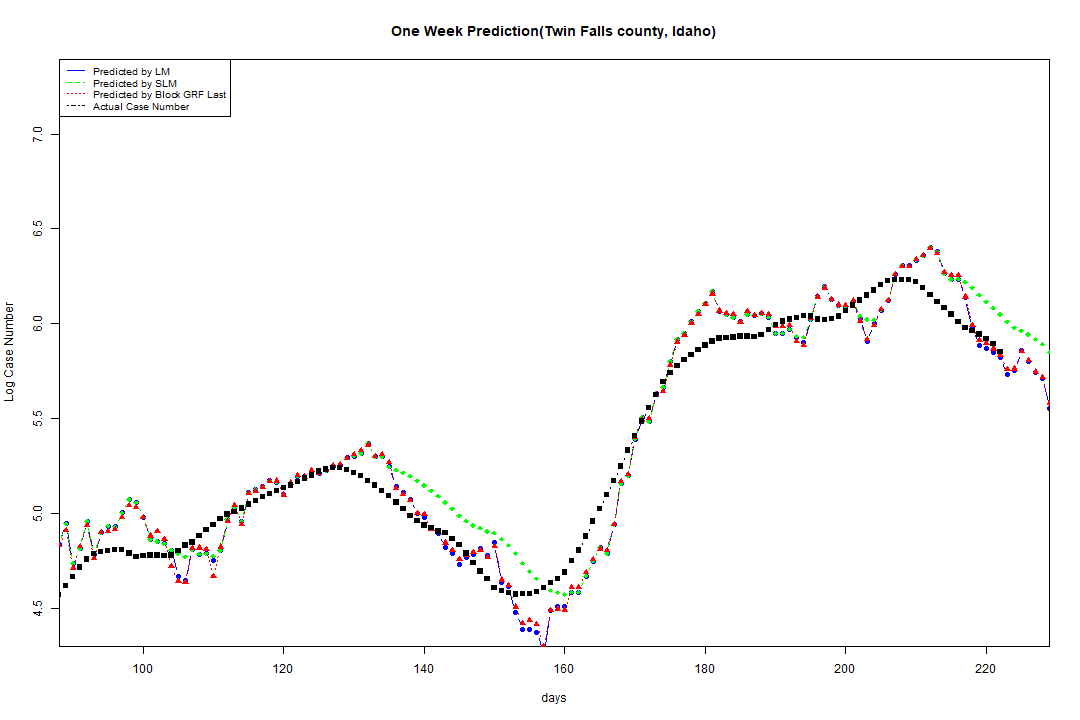 One Week Prediction(Twin Falls county, Idaho)
Predicted by LM
Predicted by SLM
Predicted by Block GRF Last
Actual Case Number
Log Case Number
7.0
6.5
6.0
5.5
5.0
4.5
100 120 140 160 180 200 220
days